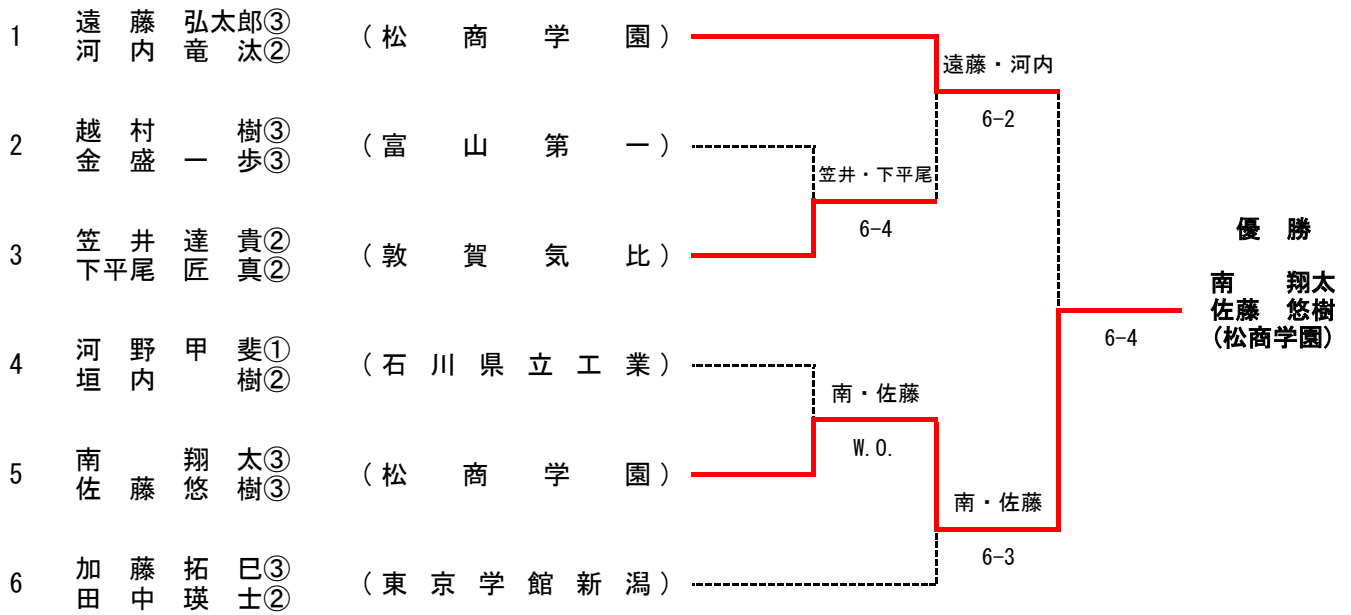 1 遠藤 弘太郎③ (松商学園)
河内竜汰② 遠藤・河内
6-2
2 越村 樹③ (富山第一)
金盛一歩③ 笠井・下平尾
6-4
3 笠井達貴② (敦賀気比)
下平尾匠真②
優 勝
南 翔太
佐藤 悠樹
(松商学園)
6-4
4 河野甲斐① (石川県立工業)
垣内 樹② 南・佐藤
W.O.
5 南 翔太③ (松商学園)
佐藤悠樹③ 南・佐藤
6-3
6 加藤拓巳③ (東京学館新潟)
田中瑛士②